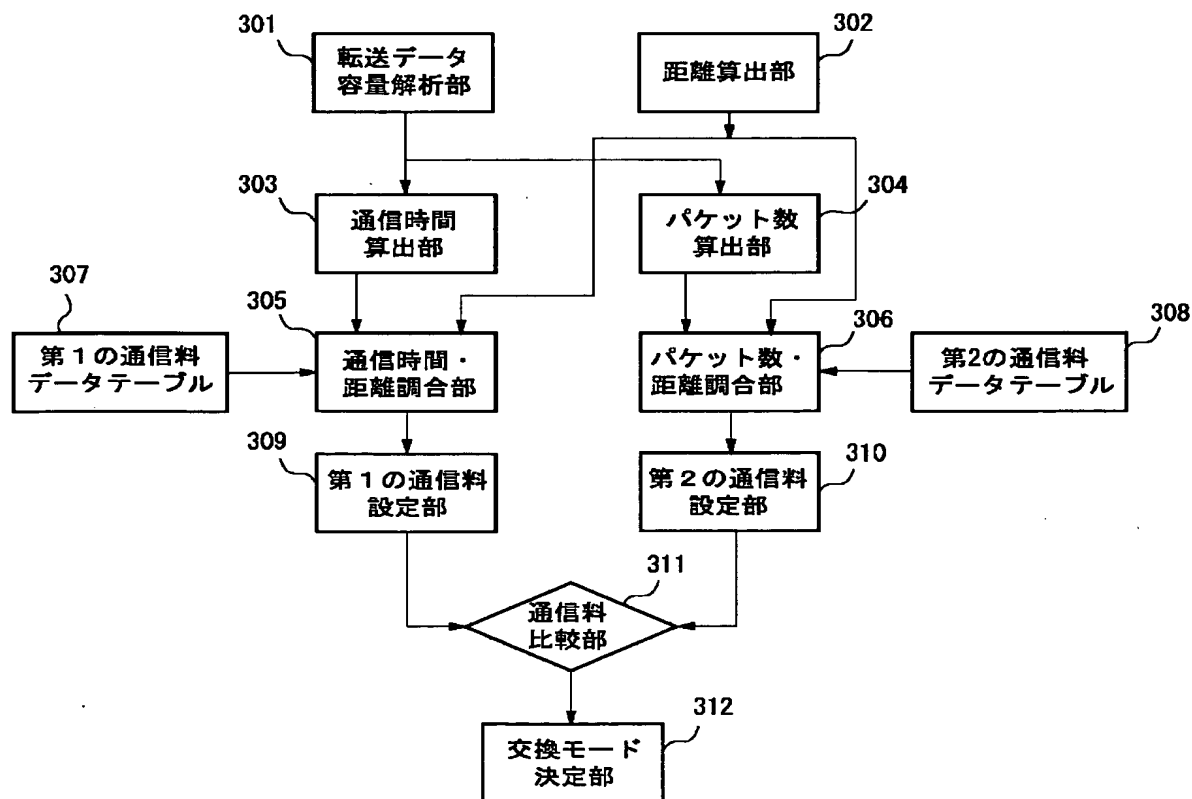 301
転送データ
容量解析部
302
距離算出部
303
通信時間
算出部
304
パケット数
算出部
307
第1の通信料
データテーブル
305
通信時間・
距離調合部
306
パケット数・
距離調合部
308
第2の通信料
データテーブル
309
第1の通信料
設定部
310
第2の通信料
設定部
311
通信料
比較部
312
交換モード
決定部